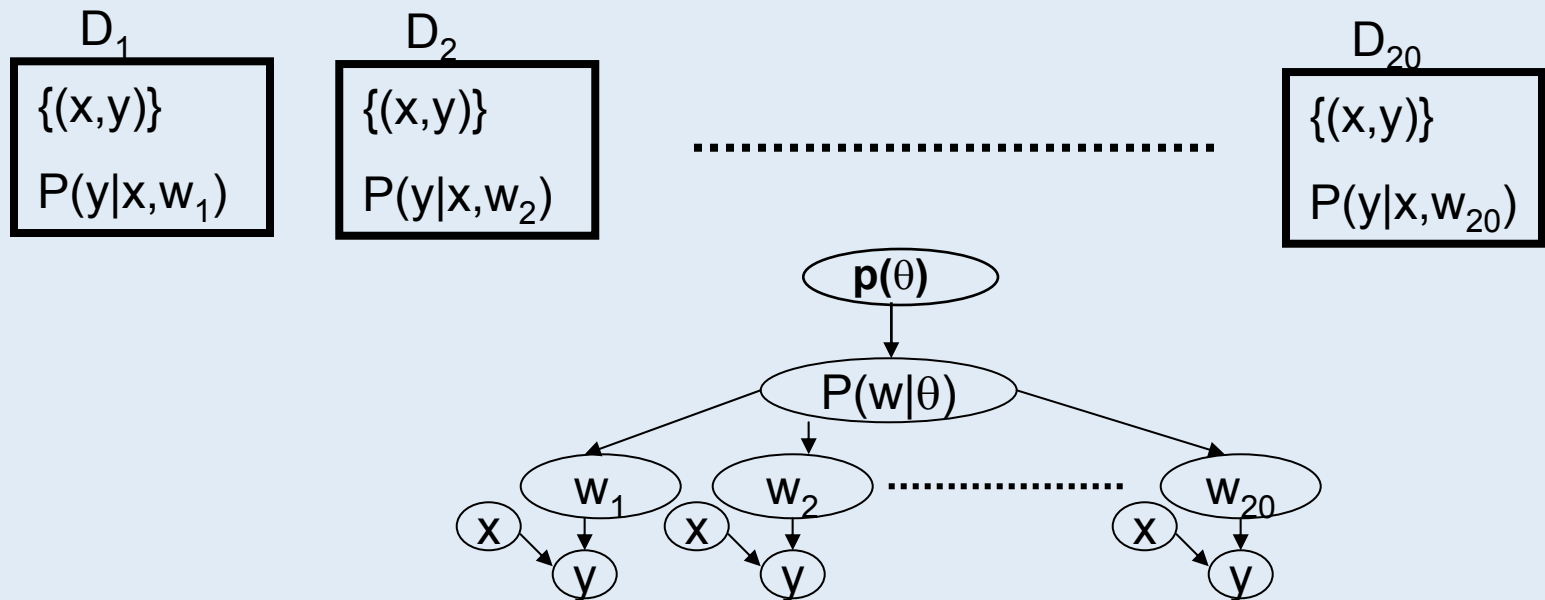 D₁ D₂ D₂₀
{(x,y)} {(x,y)} {(x,y)}
P(y|x,w₁) P(y|x,w₂) P(y|x,w₂₀)
p(θ)
P(w|θ)
w₁ w₂ w₂₀
x x x
y y y